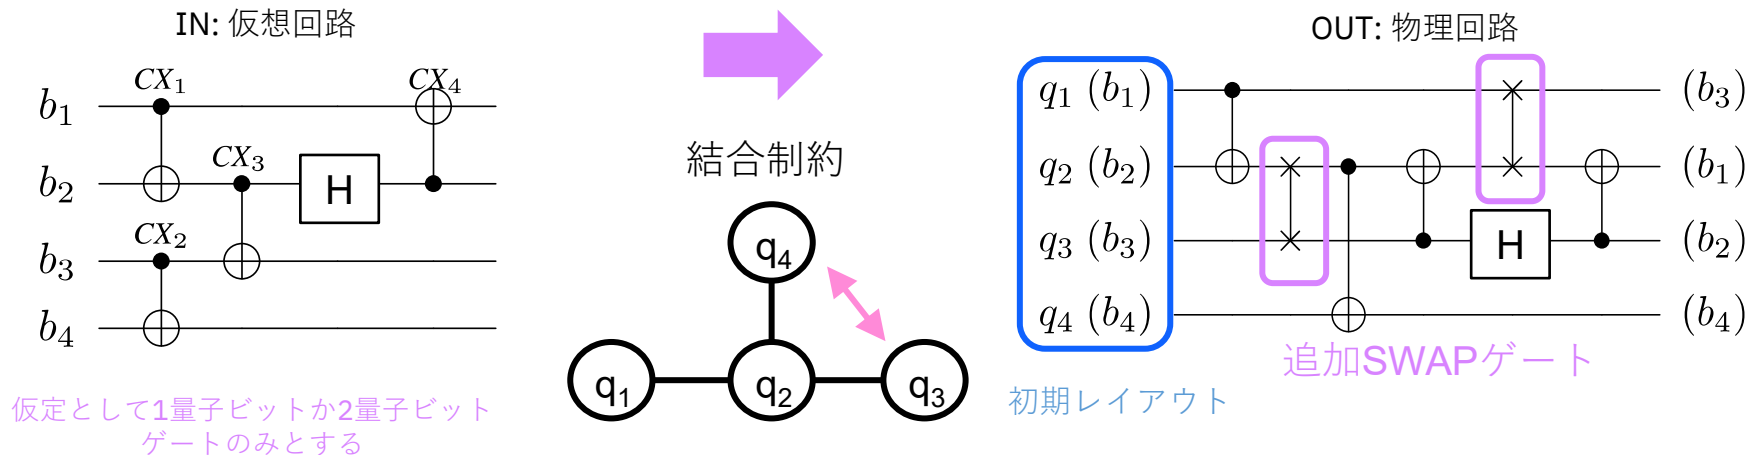 IN: 仮想回路
CX₁
CX₄
b₁
CX₃
b₂
H
CX₂
b₃
b₄
仮定として1量子ビットか2量子ビット
ゲートのみとする
結合制約
q₄
q₁
q₂
q₃
OUT: 物理回路
q₁ (b₁)
(b₃)
q₂ (b₂)
(b₁)
q₃ (b₃)
H
(b₂)
q₄ (b₄)
(b₄)
追加SWAPゲート
初期レイアウト